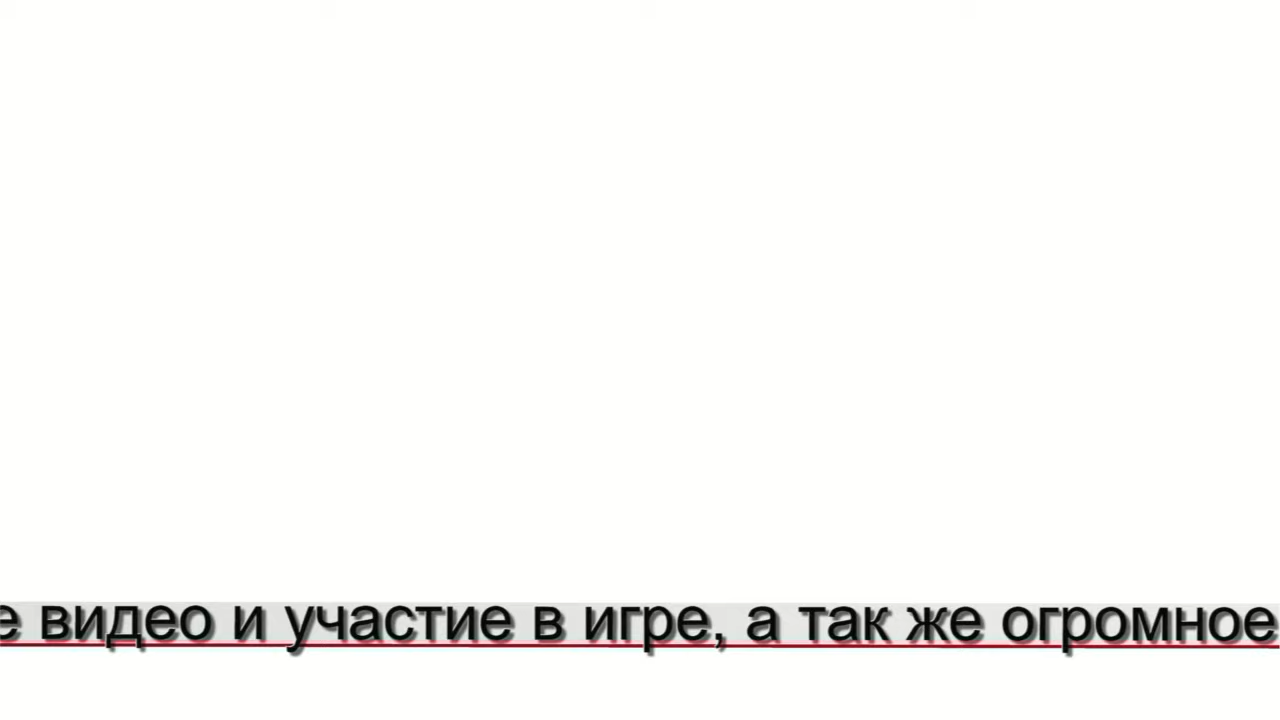 е видео и участие в игре, а так же огромное